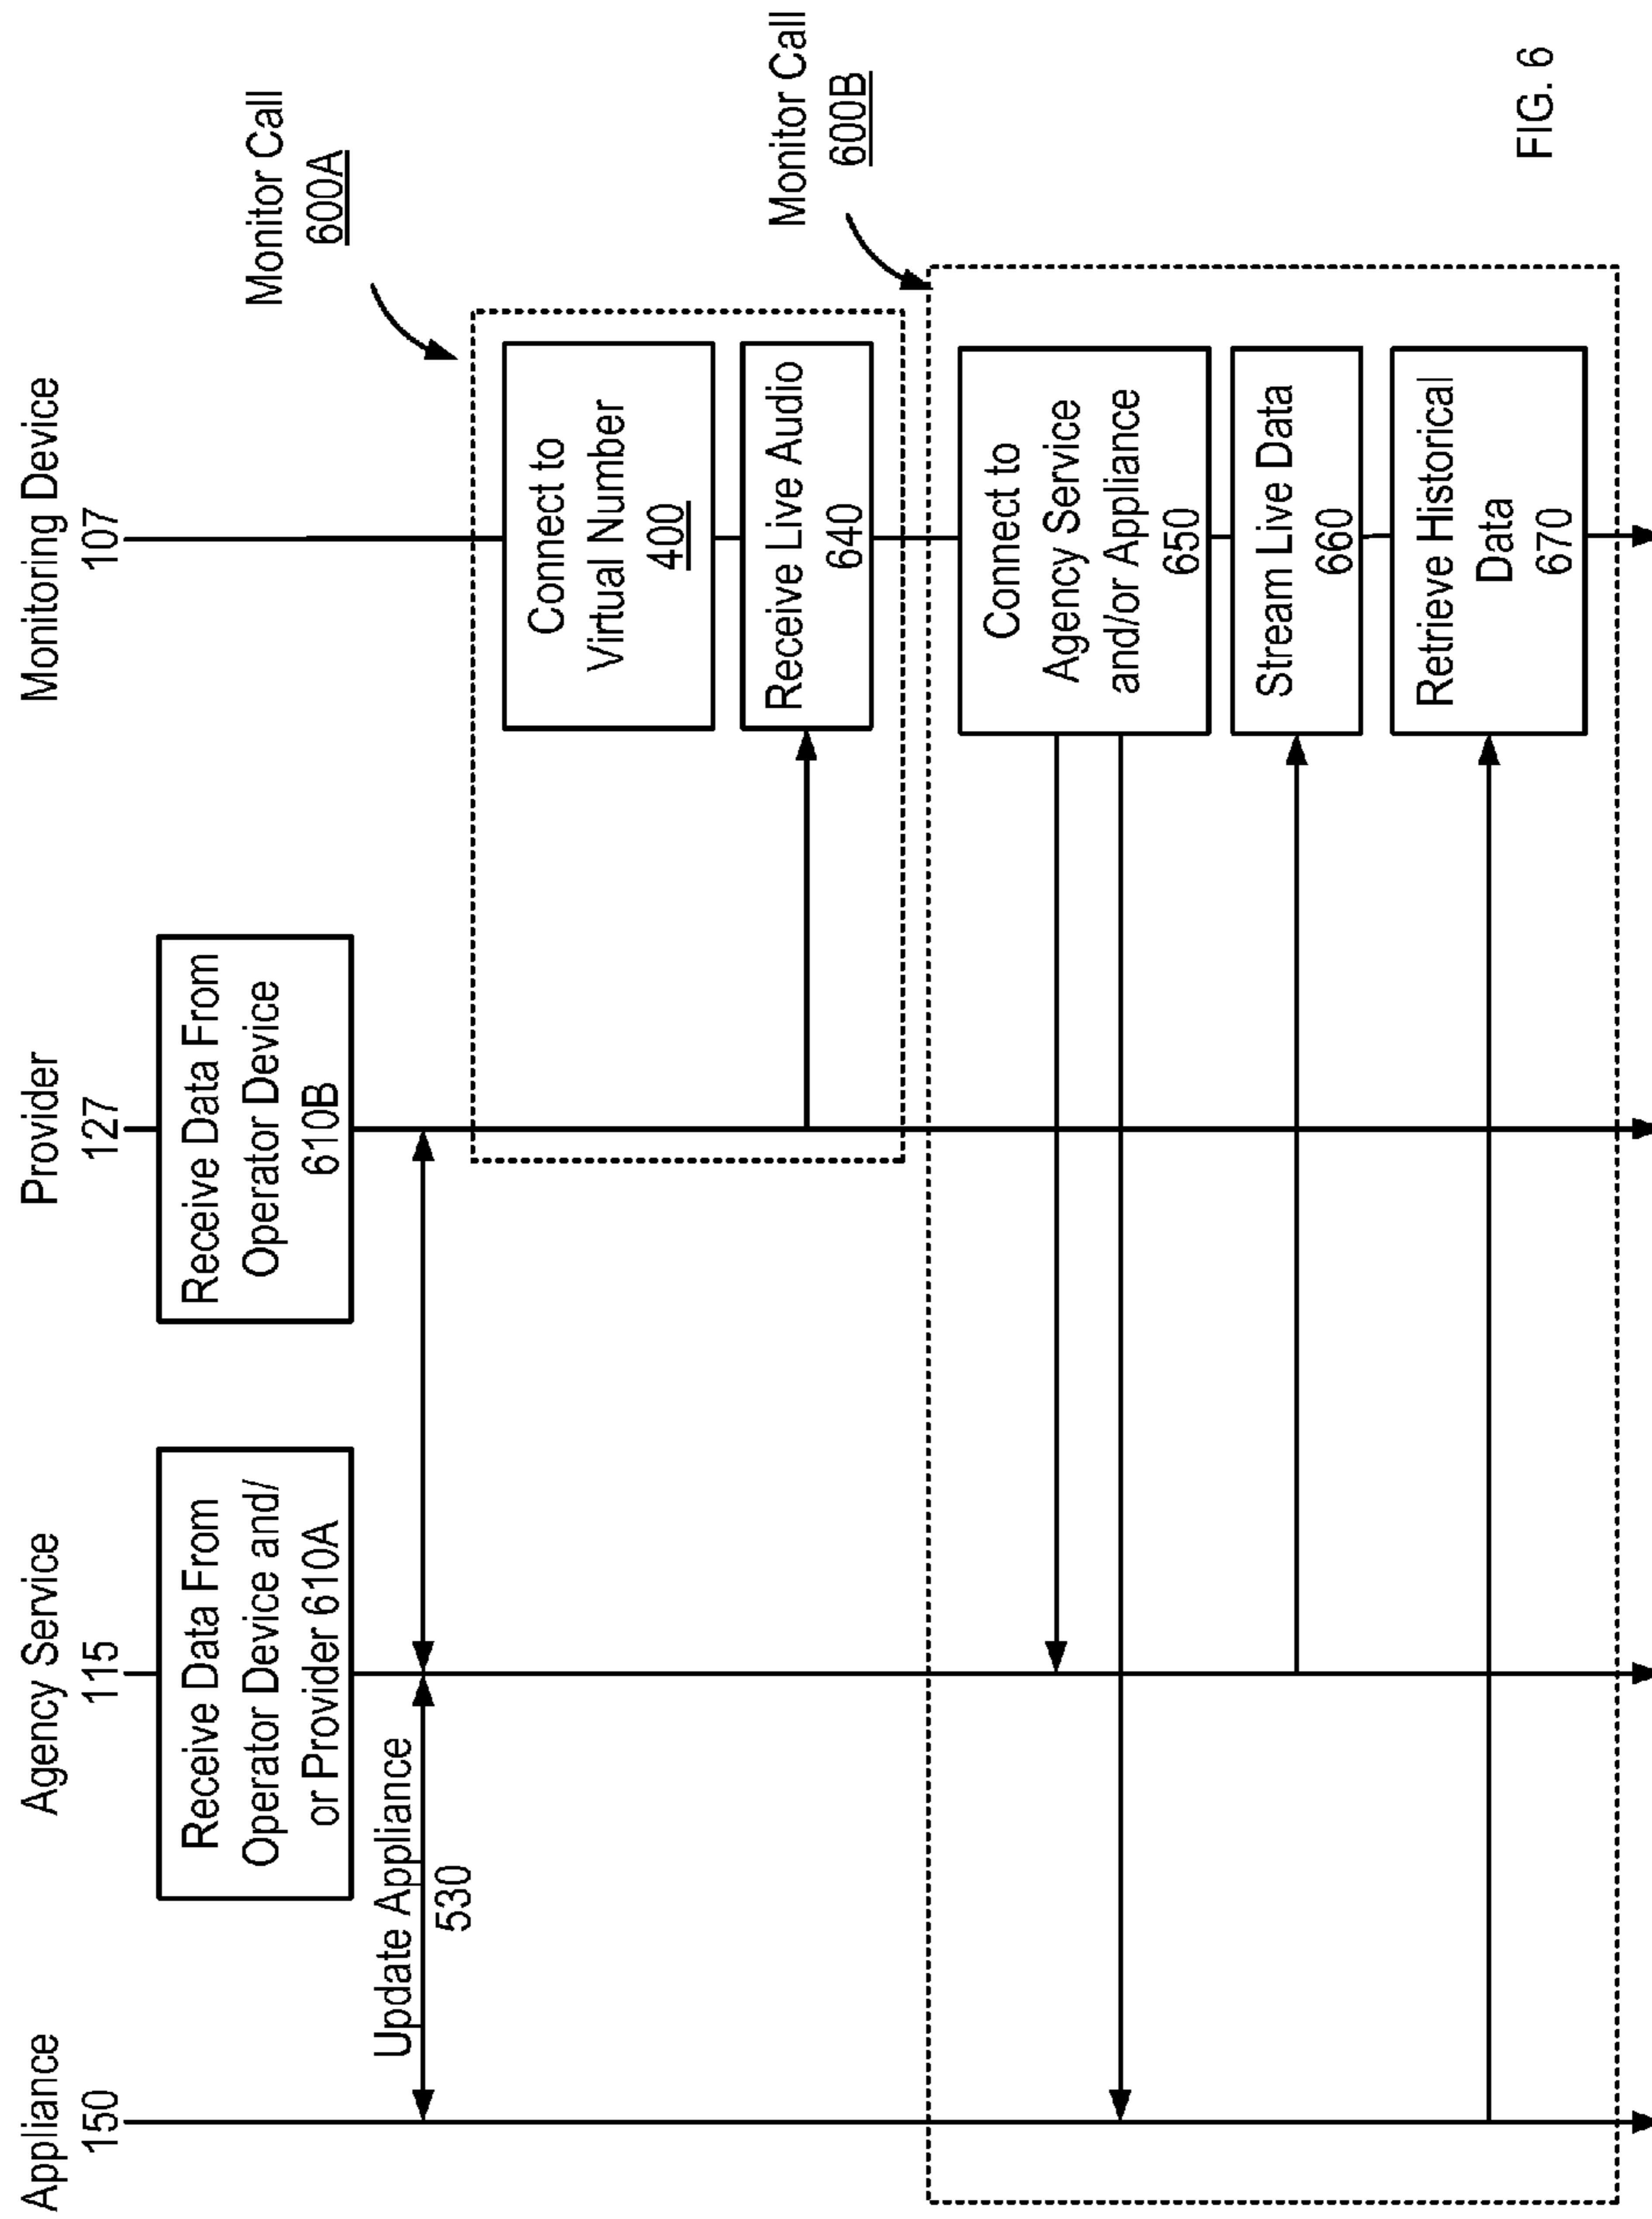 Appliance
150
Agency Service
115
Provider
127
Monitoring Device
107
Receive Data From
Operator Device and/
or Provider 610A
Receive Data From
Operator Device
610B
Update Appliance
530
Monitor Call
600A
Connect to
Virtual Number
400
Receive Live Audio
640
Monitor Call
600B
Connect to
Agency Service
and/or Appliance
650
Stream Live Data
660
Retrieve Historical
Data
670
FIG. 6